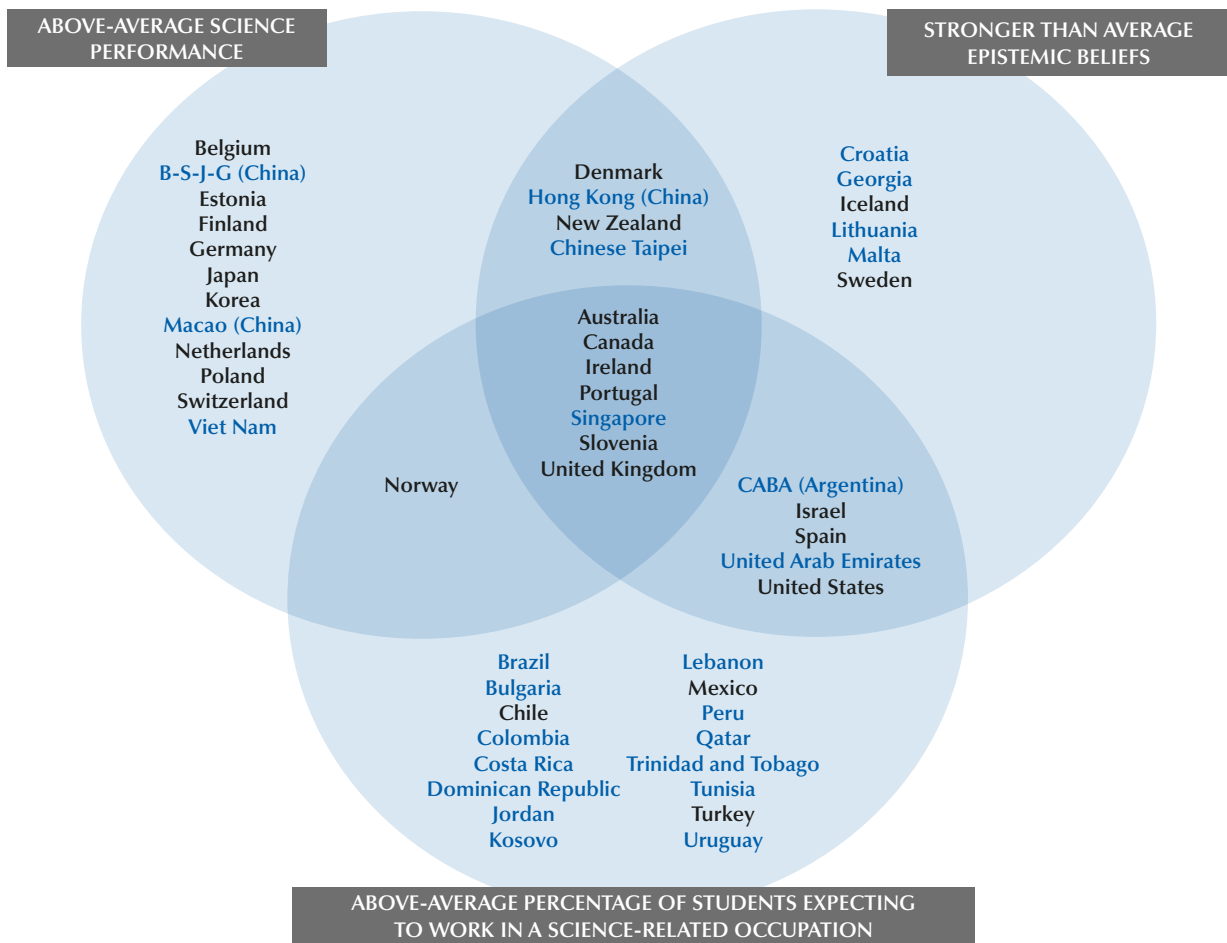 ABOVE-AVERAGE SCIENCE
PERFORMANCE
STRONGER THAN AVERAGE
EPISTEMIC BELIEFS
Belgium
B-S-J-G (China)
Estonia
Finland
Germany
Japan
Korea
Macao (China)
Netherlands
Poland
Switzerland
Viet Nam
Denmark
Hong Kong (China)
New Zealand
Chinese Taipei
Croatia
Georgia
Iceland
Lithuania
Malta
Sweden
Australia
Canada
Ireland
Portugal
Singapore
Slovenia
United Kingdom
Norway
CABA (Argentina)
Israel
Spain
United Arab Emirates
United States
Brazil
Bulgaria
Chile
Colombia
Costa Rica
Dominican Republic
Jordan
Kosovo
Lebanon
Mexico
Peru
Qatar
Trinidad and Tobago
Tunisia
Turkey
Uruguay
ABOVE-AVERAGE PERCENTAGE OF STUDENTS EXPECTING
TO WORK IN A SCIENCE-RELATED OCCUPATION